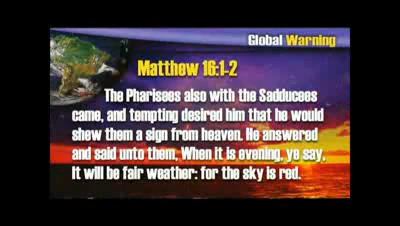 Global Warning
Matthew 16:1-2
The Pharisees also with the Sadducees
came, and tempting desired him that he would
shew them a sign from heaven. He answered
and said unto them, When it is evening, ye say,
It will be fair weather: for the sky is red.